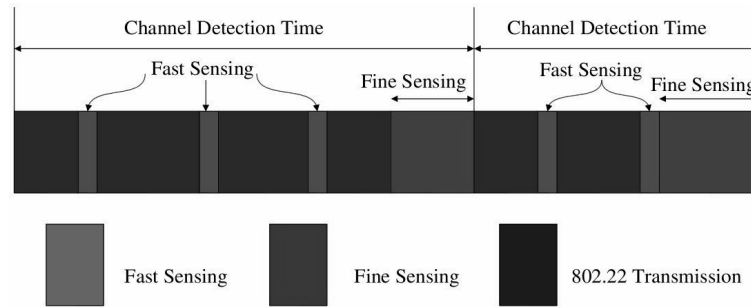 Channel Detection Time
Channel Detection Time
Fast Sensing
Fine Sensing
Fast Sensing
Fine Sensing
Fast Sensing
Fine Sensing
802.22 Transmission